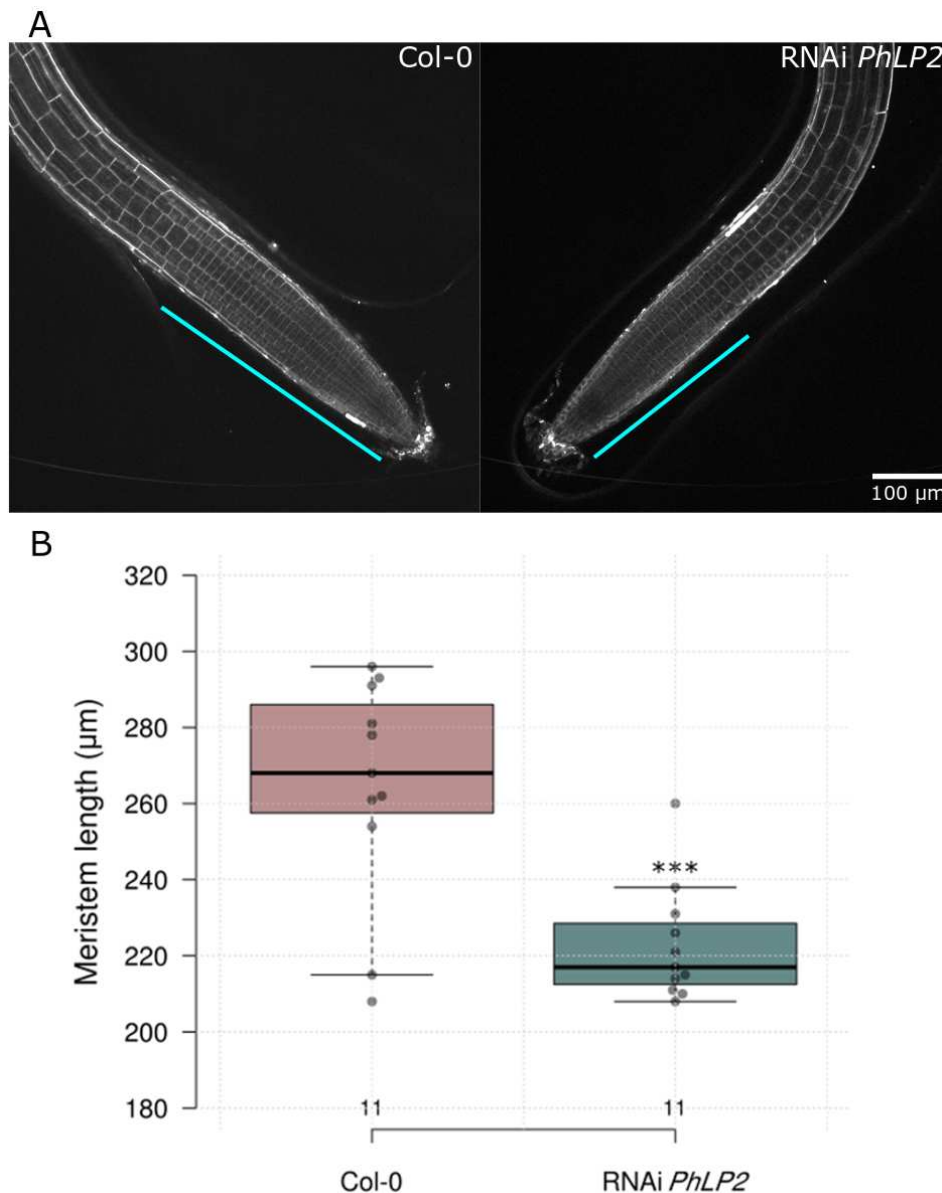 A
Col-0
RNAi PhLP2
100 µm
B
Meristem length (µm)
320
300
280
260
240
220
200
180
***
11
11
Col-0
RNAi PhLP2